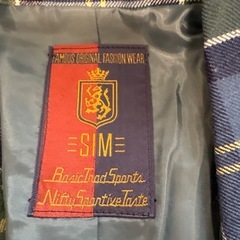 FAMOUS ORIGINAL FASHION WEAR
SIM
Basic Trad Sports
Nifty Sportive Taste